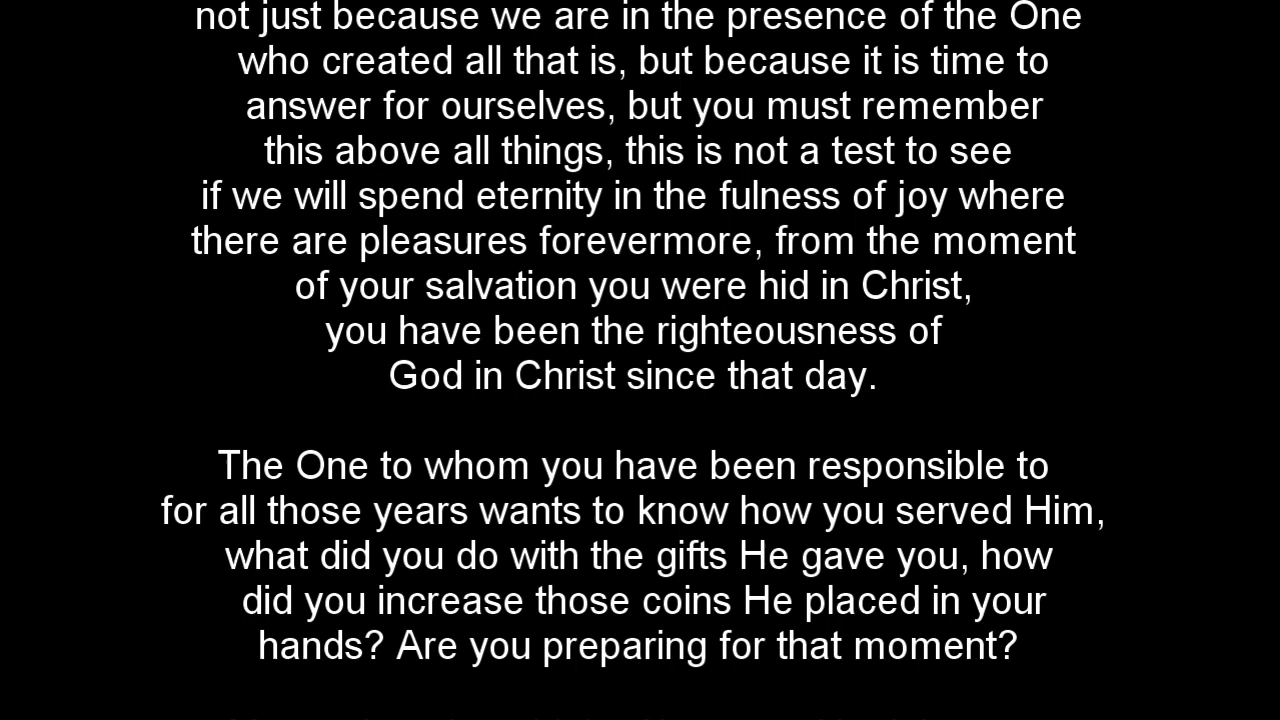 not just because we are in the presence of the One
who created all that is, but because it is time to
answer for ourselves, but you must remember
this above all things, this is not a test to see
if we will spend eternity in the fulness of joy where
there are pleasures forevermore, from the moment
of your salvation you were hid in Christ,
you have been the righteousness of
God in Christ since that day.
The One to whom you have been responsible to
for all those years wants to know how you served Him,
what did you do with the gifts He gave you, how
did you increase those coins He placed in your
hands? Are you preparing for that moment?